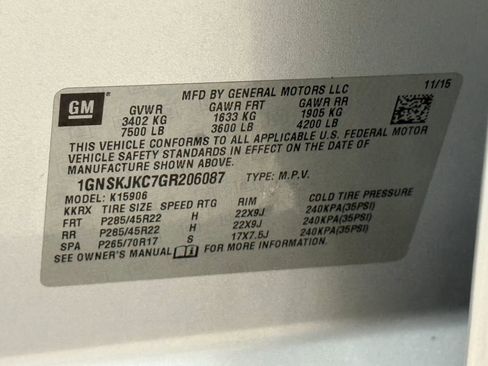 GM
MFD BY GENERAL MOTORS LLC 11/15
GVWR GAWR FRT GAWR RR
3402 KG 1633 KG 1905 KG
7500 LB 3600 LB 4200 LB
THIS VEHICLE CONFORMS TO ALL APPLICABLE U.S. FEDERAL MOTOR
VEHICLE SAFETY STANDARDS IN EFFECT ON THE DATE OF
MANUFACTURE SHOWN ABOVE.
1GNSKJKC7GR206087 TYPE: M.P.V.
MODEL: K15906
KKRX TIRE SIZE SPEED RTG RIM COLD TIRE PRESSURE
FRT P285/45R22 H 22X9J 240KPA(35PSI)
RR P285/45R22 H 22X9J 240KPA(35PSI)
SPA P265/70R17 S 17X7.5J 240KPA(35PSI)
SEE OWNER'S MANUAL FOR MORE INFORMATION.